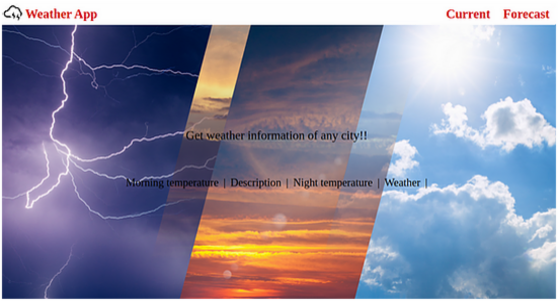 Weather App Current Forecast
Get weather information of any city!!
Morning temperature | Description | Night temperature | Weather |